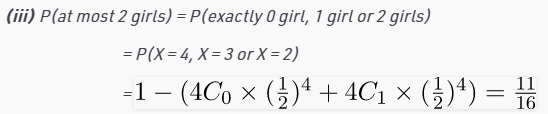 (iii) P(at most 2 girls) = P(exactly 0 girl, 1 girl or 2 girls)
= P(X = 4, X = 3 or X = 2)
= 1 − (4C₀ × (½)⁴ + 4C₁ × (½)⁴) = 11/16